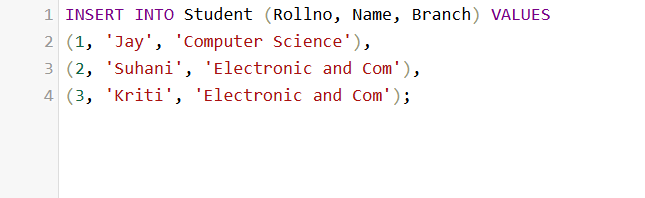 1 INSERT INTO Student (Rollno, Name, Branch) VALUES
2 (1, 'Jay', 'Computer Science'),
3 (2, 'Suhani', 'Electronic and Com'),
4 (3, 'Kriti', 'Electronic and Com');